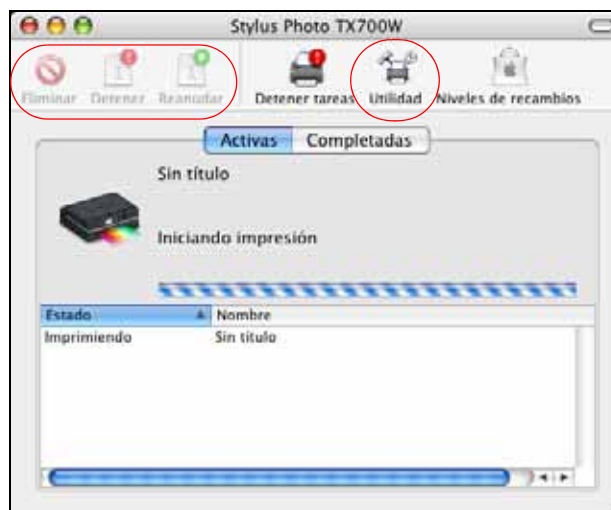 Stylus Photo TX700W
Eliminar Detener Reanudar Detener tareas Utilidad Niveles de recambios
Activas Completadas
Sin título
Iniciando impresión
Estado Nombre
Imprimiendo Sin título